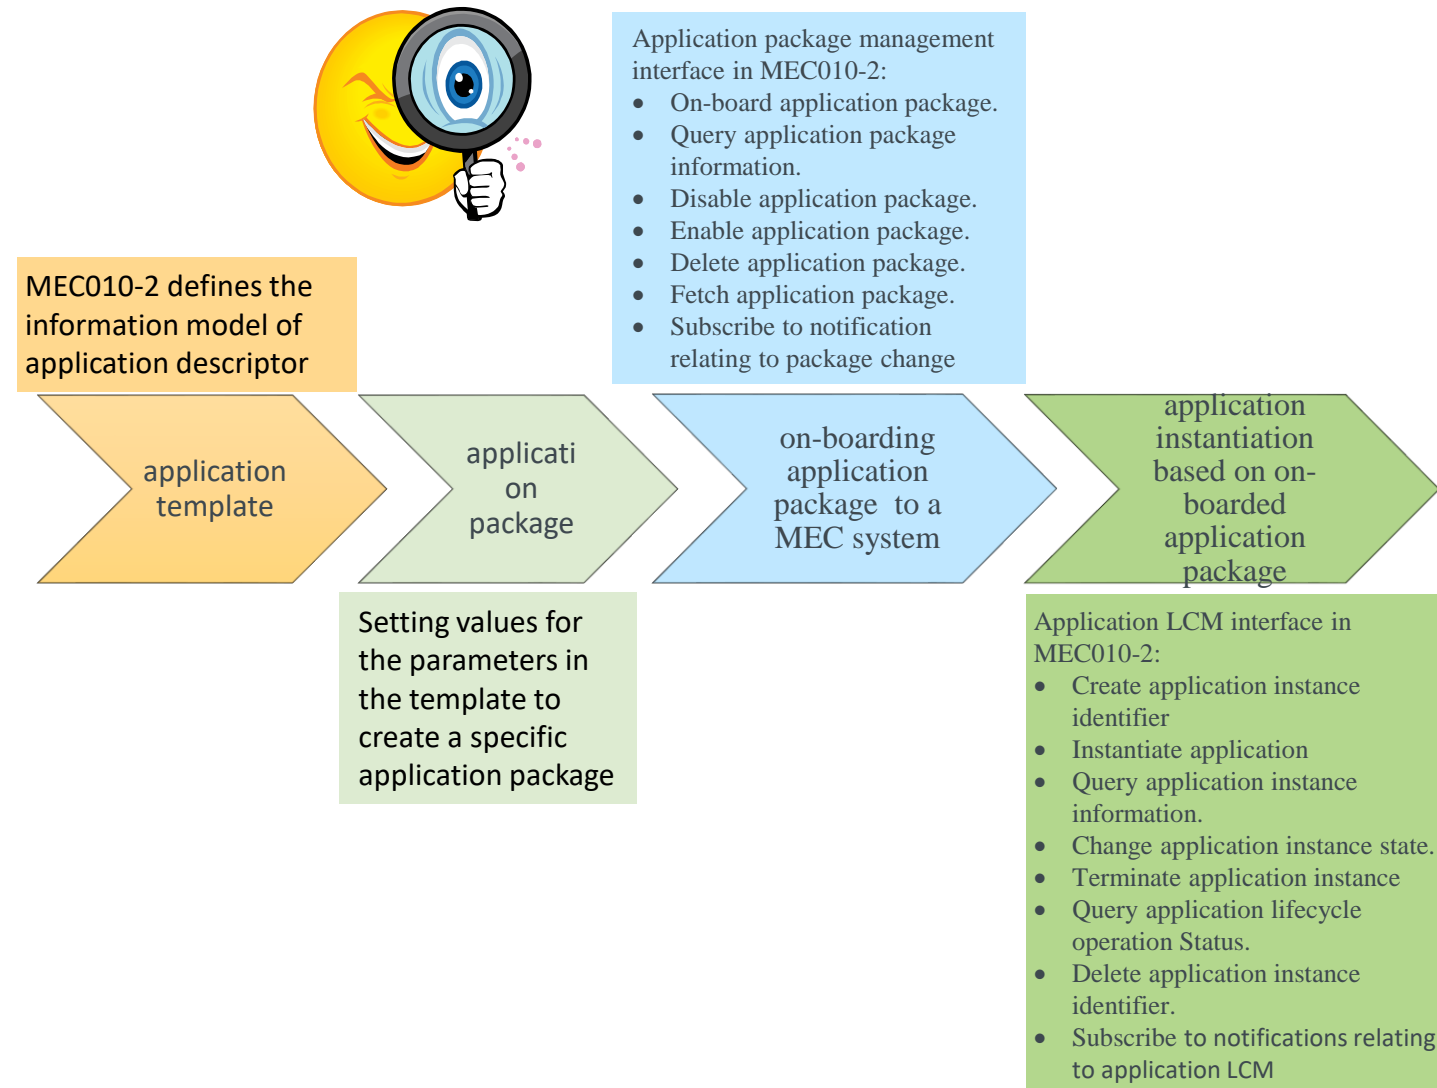 Application package management
interface in MEC010-2:
• On-board application package.
• Query application package
information.
• Disable application package.
• Enable application package.
• Delete application package.
• Fetch application package.
• Subscribe to notification
relating to package change
MEC010-2 defines the
information model of
application descriptor
application
template
applicati
on
package
on-boarding
application
package to a
MEC system
application
instantiation
based on on-
boarded
application
package
Setting values for
the parameters in
the template to
create a specific
application package
Application LCM interface in
MEC010-2:
• Create application instance
identifier
• Instantiate application
• Query application instance
information.
• Change application instance state.
• Terminate application instance
• Query application lifecycle
operation Status.
• Delete application instance
identifier.
• Subscribe to notifications relating
to application LCM